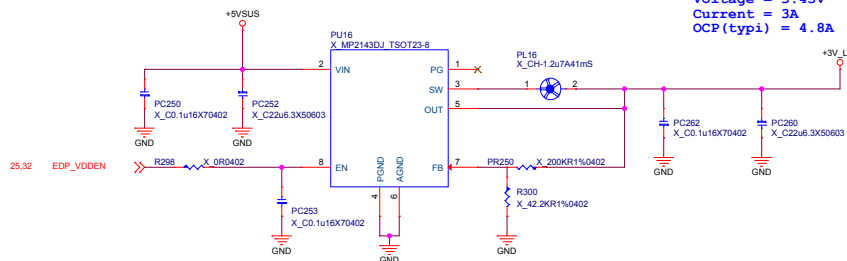 Voltage = 3.45V
Current = 3A
OCP(typi) = 4.8A
+5VSUS
+3V_L
PU16
X_MP2143DJ_TSOT23-8
PL16
X_CH-1.2u7A41mS
2
VIN
PG
1
SW
3
1
2
OUT
5
PC250
X_C0.1u16X70402
PC252
X_C22u6.3X50603
PC262
X_C0.1u16X70402
PC260
X_C22u6.3X50603
GND
GND
GND
GND
25,32
EDP_VDDEN
R298
X_0R0402
8
EN
PGND
AGND
FB
7
PR250
X_200KR1%0402
4
6
PC253
X_C0.1u16X70402
R300
X_42.2KR1%0402
GND
GND
GND